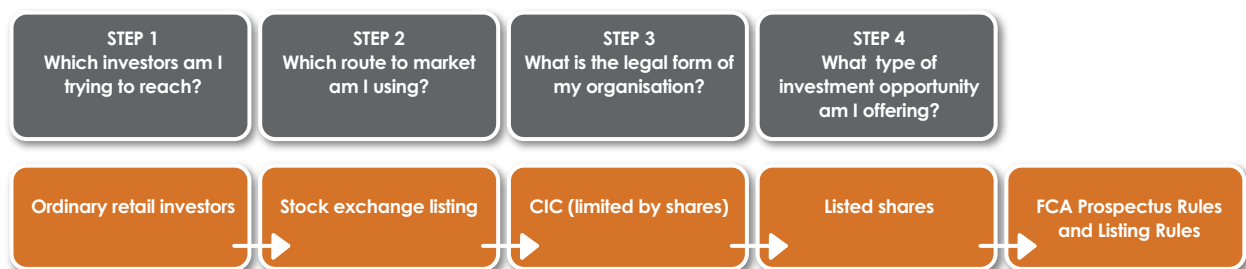 STEP 1
Which investors am I
trying to reach?
STEP 2
Which route to market
am I using?
STEP 3
What is the legal form of
my organisation?
STEP 4
What type of
investment opportunity
am I offering?
Ordinary retail investors
Stock exchange listing
CIC (limited by shares)
Listed shares
FCA Prospectus Rules
and Listing Rules